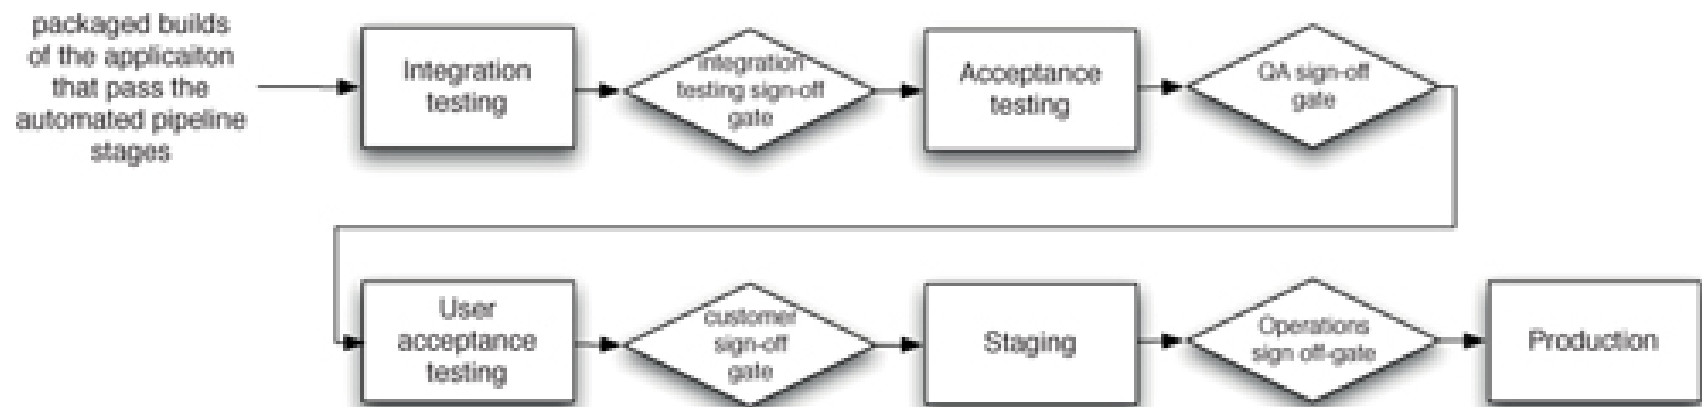 packaged builds
of the applicaiton
that pass the
automated pipeline
stages
Integration
testing
integration
testing sign-off
gate
Acceptance
testing
QA sign-off
gate
User
acceptance
testing
customer
sign-off
gate
Staging
Operations
sign off-gate
Production